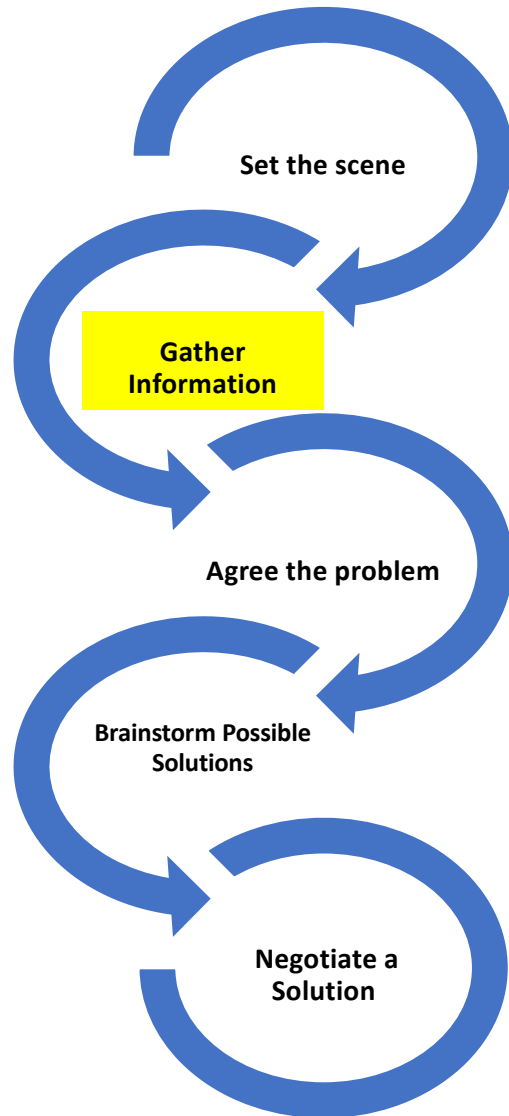 Set the scene
Gather
Information
Agree the problem
Brainstorm Possible
Solutions
Negotiate a
Solution